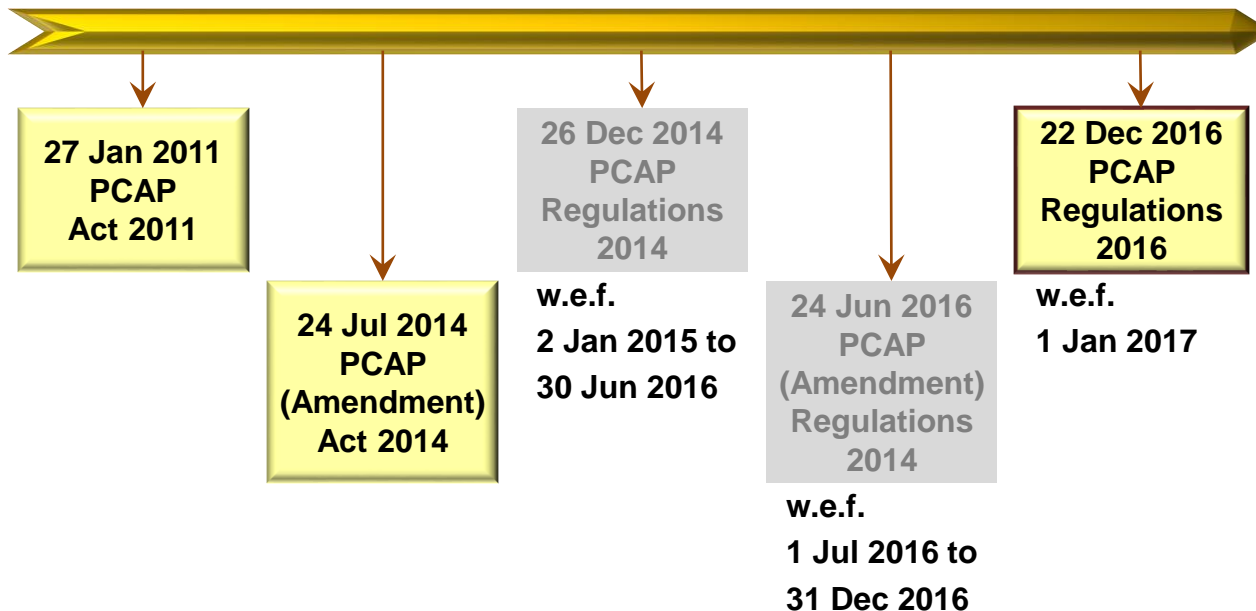 27 Jan 2011
PCAP
Act 2011
24 Jul 2014
PCAP
(Amendment)
Act 2014
26 Dec 2014
PCAP
Regulations
2014
w.e.f.
2 Jan 2015 to
30 Jun 2016
24 Jun 2016
PCAP
(Amendment)
Regulations
2014
w.e.f.
1 Jul 2016 to
31 Dec 2016
22 Dec 2016
PCAP
Regulations
2016
w.e.f.
1 Jan 2017